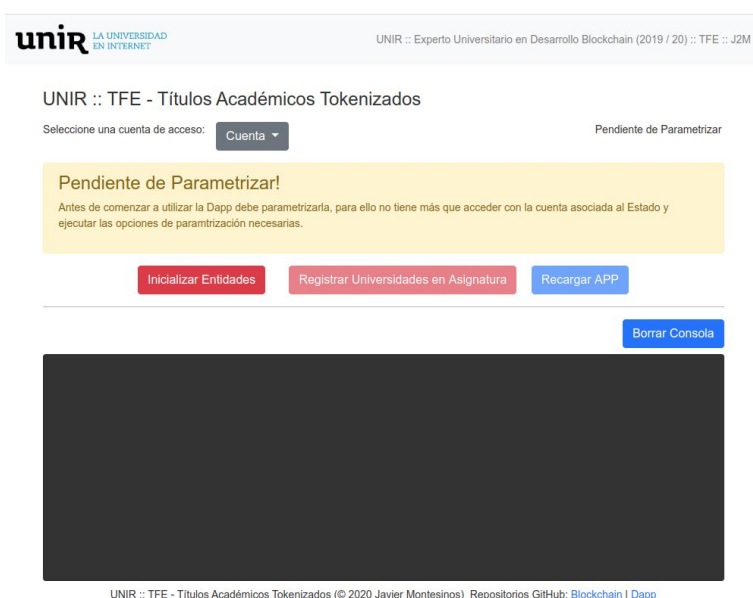 unir LA UNIVERSIDAD
EN INTERNET
UNIR :: Experto Universitario en Desarrollo Blockchain (2019 / 20) :: TFE :: J2M
UNIR :: TFE - Títulos Académicos Tokenizados
Seleccione una cuenta de acceso: Cuenta Pendiente de Parametrizar
Pendiente de Parametrizar!
Antes de comenzar a utilizar la Dapp debe parametrizarla, para ello no tiene más que acceder con la cuenta asociada al Estado y
ejecutar las opciones de paramtrización necesarias.
Inicializar Entidades Registrar Universidades en Asignatura Recargar APP
Borrar Consola
UNIR :: TFE - Títulos Académicos Tokenizados (© 2020 Javier Montesinos) Repositorios GitHub: Blockchain | Dapp